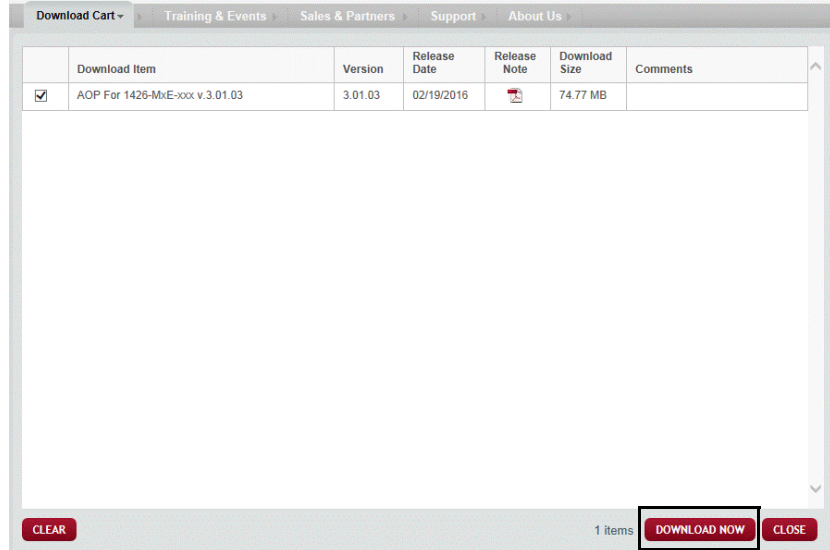 Download Cart Training & Events Sales & Partners Support About Us
Download Item Version Release Date Release Note Download Size Comments
AOP For 1426-MxE-xxx v.3.01.03 3.01.03 02/19/2016 74.77 MB
CLEAR 1 items DOWNLOAD NOW CLOSE